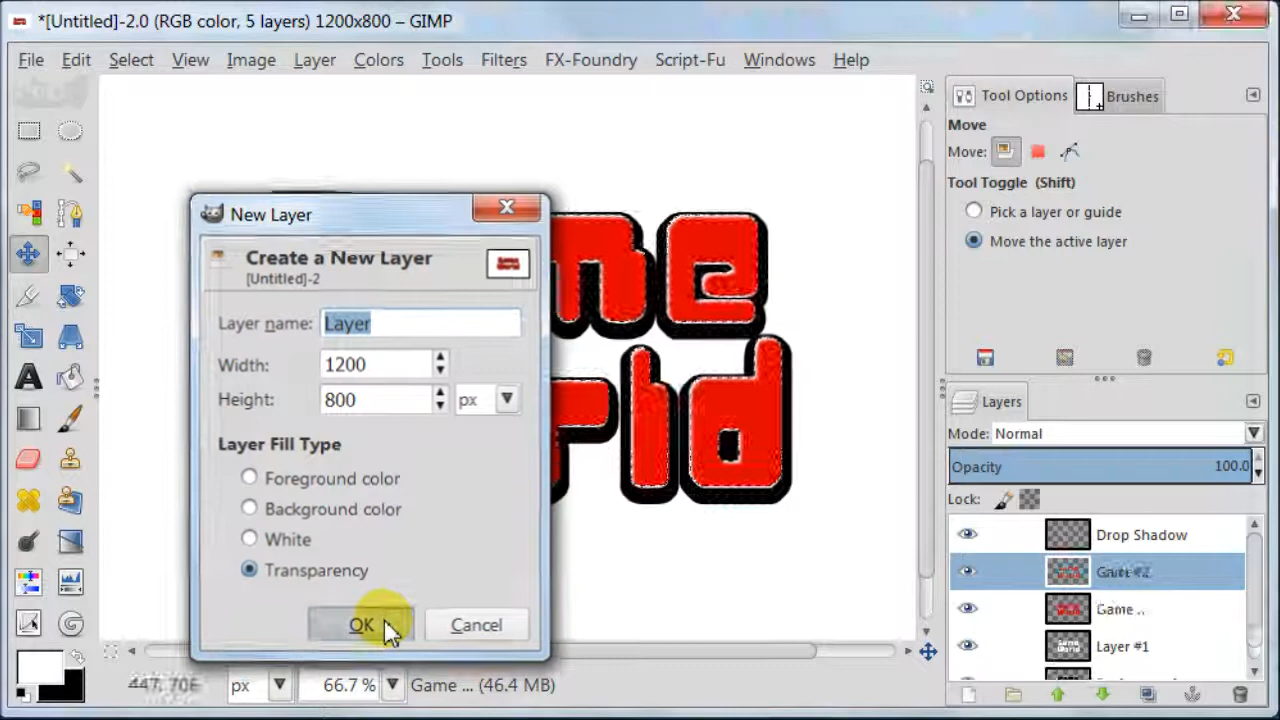 *[Untitled]-2.0 (RGB color, 5 layers) 1200x800 – GIMP
File Edit Select View Image Layer Colors Tools Filters FX-Foundry Script-Fu Windows Help
Tool Options Brushes
Move
Move:
Tool Toggle (Shift)
Pick a layer or guide
Move the active layer
New Layer
Create a New Layer
[Untitled]-2
Layer name: Layer
Width: 1200
Height: 800 px
Layer Fill Type
Foreground color
Background color
White
Transparency
OK Cancel
me
rld
Layers
Mode: Normal
Opacity 100.0
Lock:
Drop Shadow
Game #2
Game ..
Layer #1
px 66.7 % Game ... (46.4 MB)